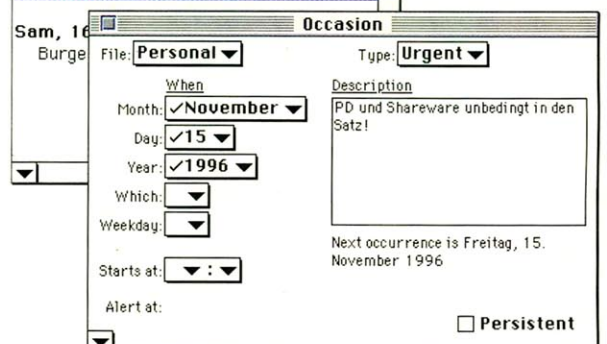 Sam, 16
Burge
Occasion
File: Personal
Type: Urgent
When
Month: ✓November
Day: ✓15
Year: ✓1996
Which:
Weekday:
Starts at: :
Alert at:
Description
PD und Shareware unbedingt in den
Satz!
Next occurrence is Freitag, 15.
November 1996
Persistent